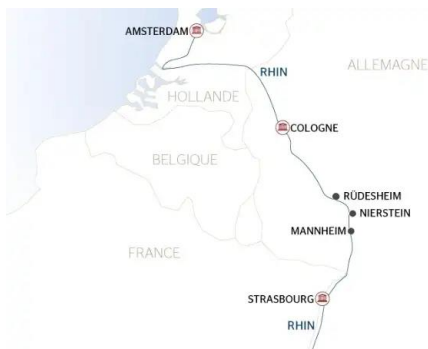 AMSTERDAM
RHIN
ALLEMAGNE
HOLLANDE
COLOGNE
BELGIQUE
RÜDESHEIM
NIERSTEIN
MANNHEIM
FRANCE
STRASBOURG
RHIN